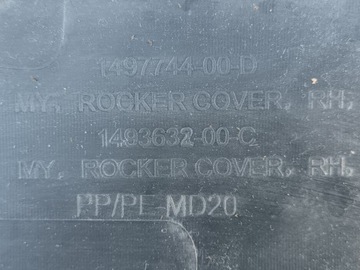 1497744-00-D
MY, ROCKER COVER, RH,
1493632-00-C
MY, ROCKER COVER, RH,
PP/PE-MD20